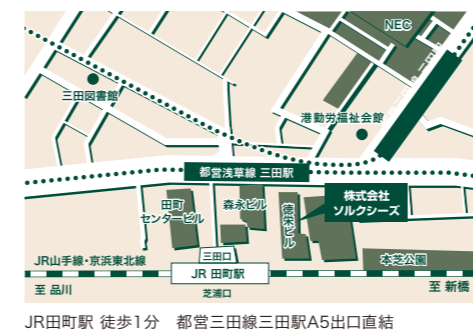 NEC
三田図書館
港勤労福祉会館
都営浅草線 三田駅
田町
センタービル
森永ビル
徳栄ビル
株式会社
ソルクシーズ
三田口
JR山手線・京浜東北線
JR 田町駅
本芝公園
至 品川
芝浦口
至 新橋
JR田町駅 徒歩1分 都営三田線三田駅A5出口直結